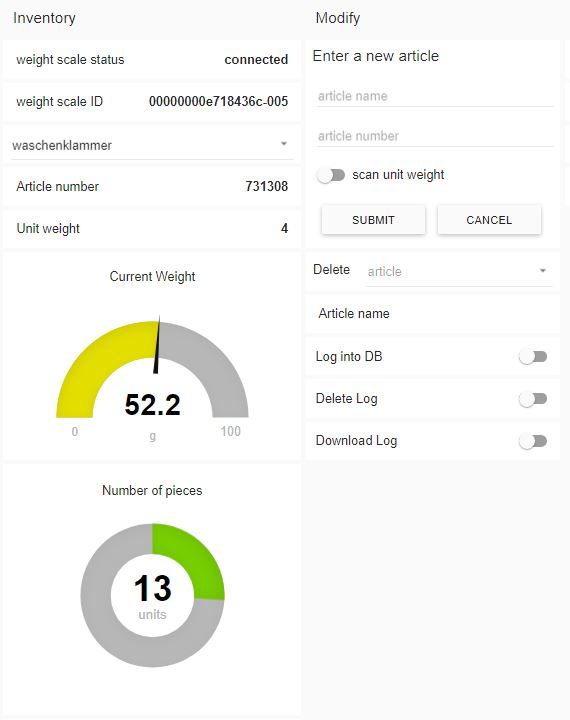 Inventory
weight scale status connected
weight scale ID 00000000e718436c-005
waschenklammer
Article number 731308
Unit weight 4
Current Weight
52.2
0 g 100
Number of pieces
13
units
Modify
Enter a new article
article name
article number
scan unit weight
SUBMIT CANCEL
Delete article
Article name
Log into DB
Delete Log
Download Log